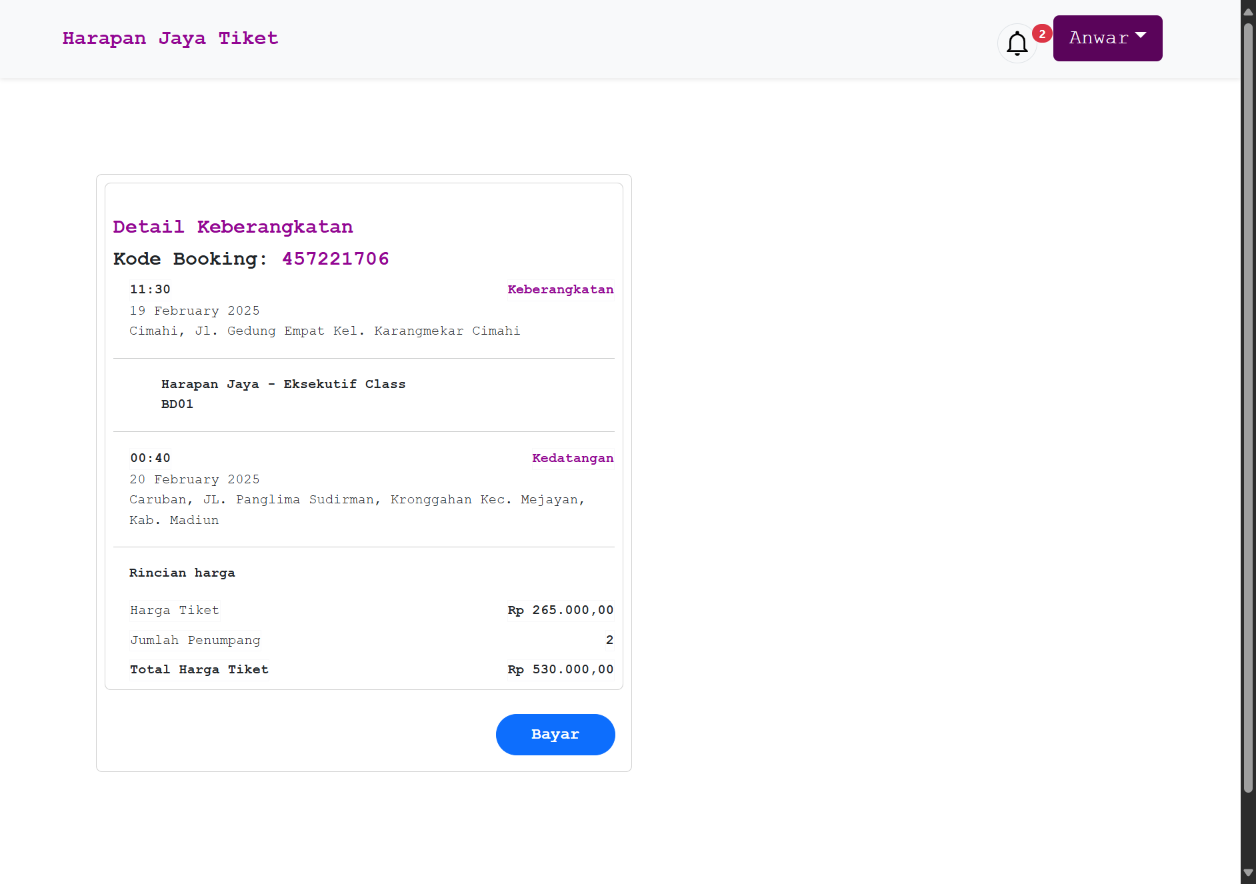 Harapan Jaya Tiket
2
Anwar
Detail Keberangkatan
Kode Booking: 457221706
11:30 Keberangkatan
19 February 2025
Cimahi, Jl. Gedung Empat Kel. Karangmekar Cimahi
Harapan Jaya - Eksekutif Class
BD01
00:40 Kedatangan
20 February 2025
Caruban, JL. Panglima Sudirman, Kronggahan Kec. Mejayan,
Kab. Madiun
Rincian harga
Harga Tiket Rp 265.000,00
Jumlah Penumpang 2
Total Harga Tiket Rp 530.000,00
Bayar